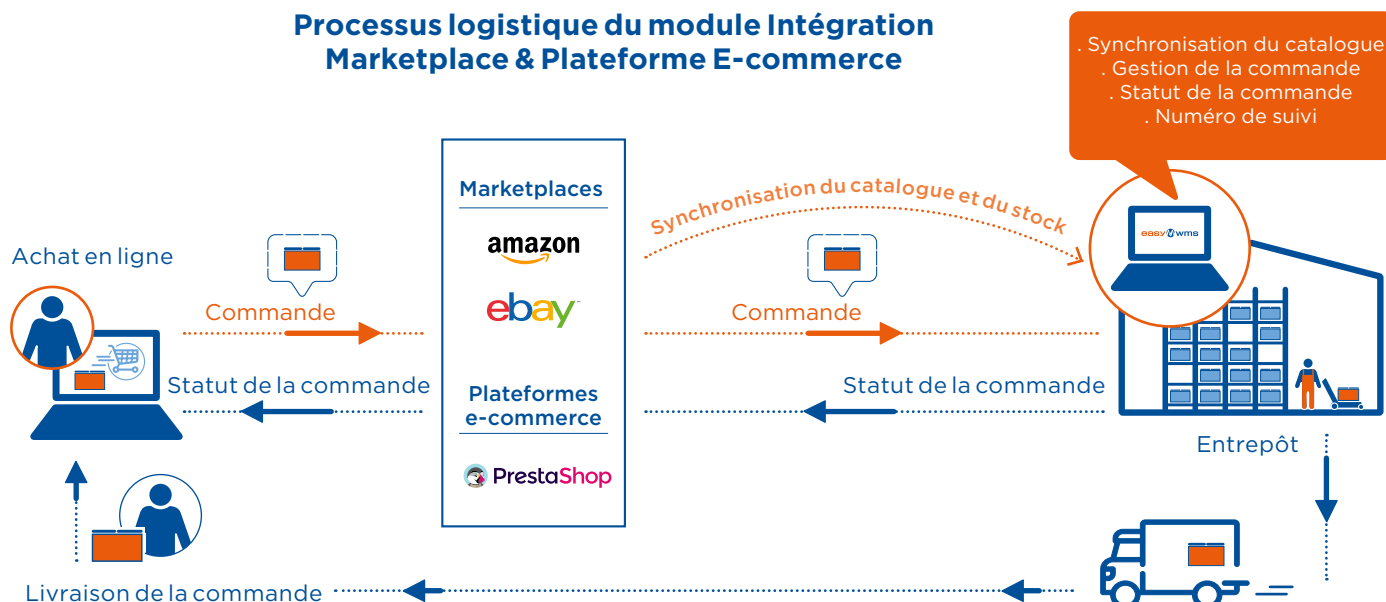 Processus logistique du module Intégration
Marketplace & Plateforme E-commerce
. Synchronisation du catalogue
. Gestion de la commande
. Statut de la commande
. Numéro de suivi
Marketplaces
amazon
ebay
Plateformes
e-commerce
PrestaShop
Synchronisation du catalogue et du stock
easy wms
Achat en ligne
Commande
Commande
Statut de la commande
Statut de la commande
Entrepôt
Livraison de la commande